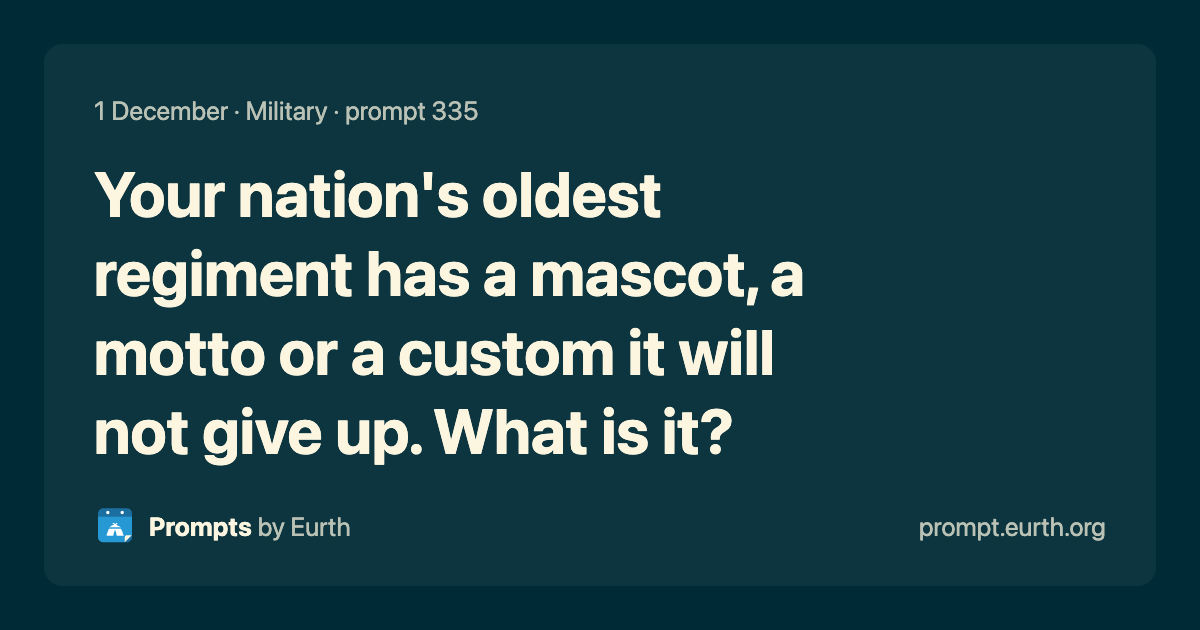 1 December · Military · prompt 335
Your nation's oldest
regiment has a mascot, a
motto or a custom it will
not give up. What is it?
Prompts by Eurth
prompt.eurth.org